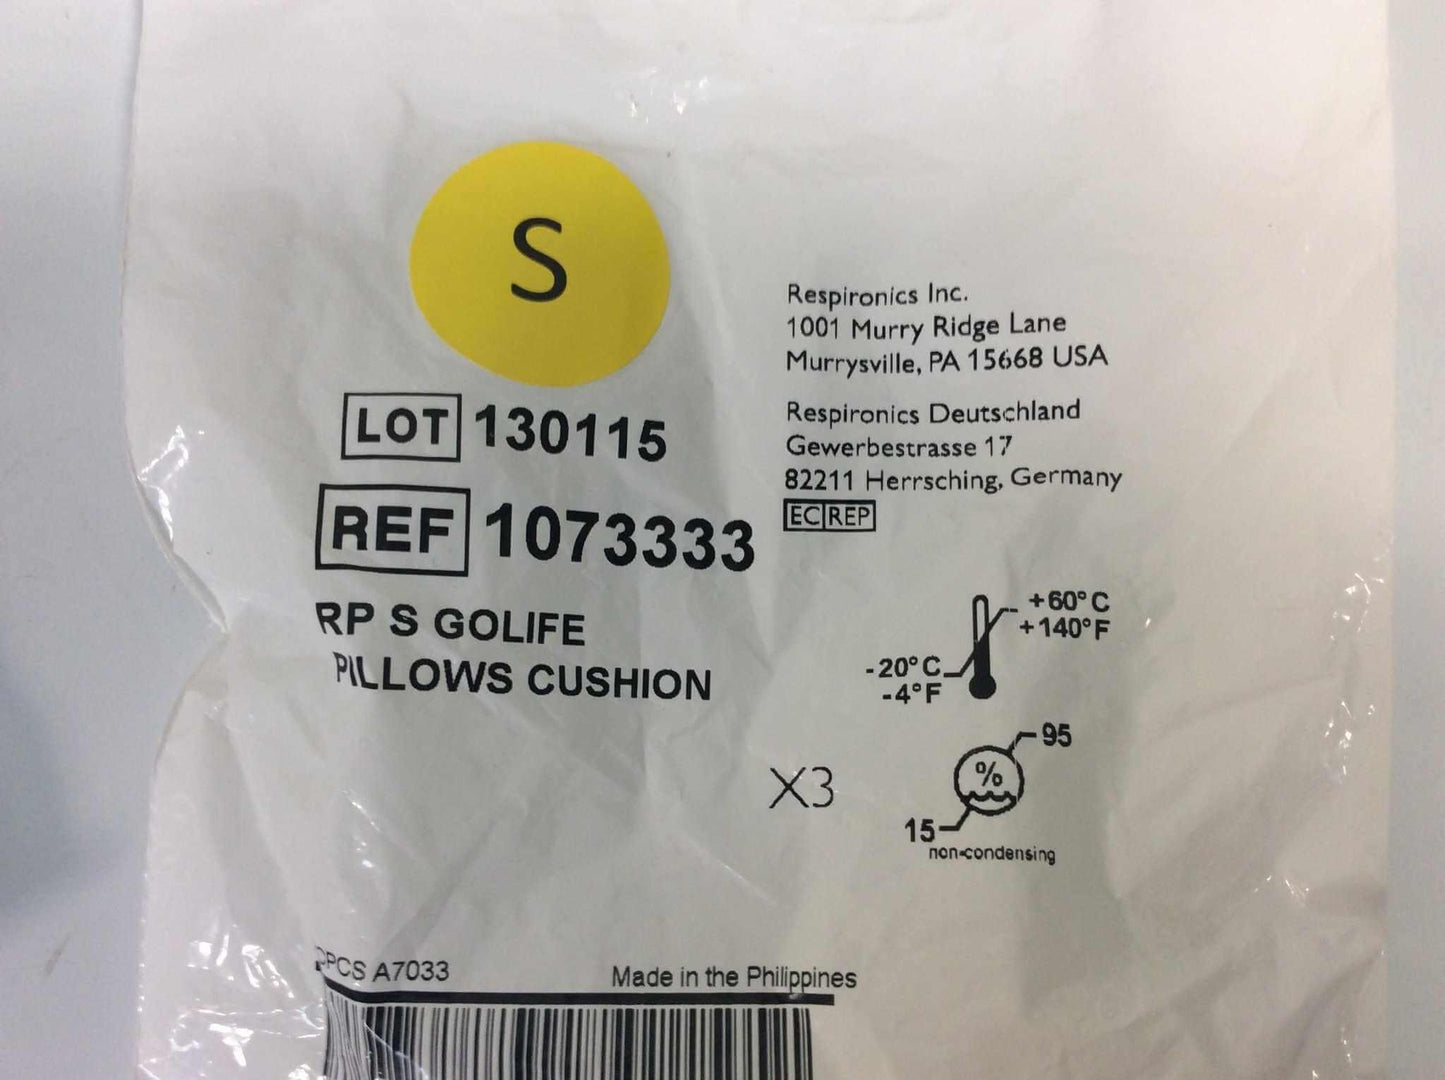 S
LOT 130115
REF 1073333
RP S GOLIFE
PILLOWS CUSHION
Respironics Inc.
1001 Murry Ridge Lane
Murrysville, PA 15668 USA
Respironics Deutschland
Gewerbestrasse 17
82211 Herrsching, Germany
EC REP
+60°C
+140°F
-20°C
-4°F
X3
95
%
15
non-condensing
A7033
Made in the Philippines